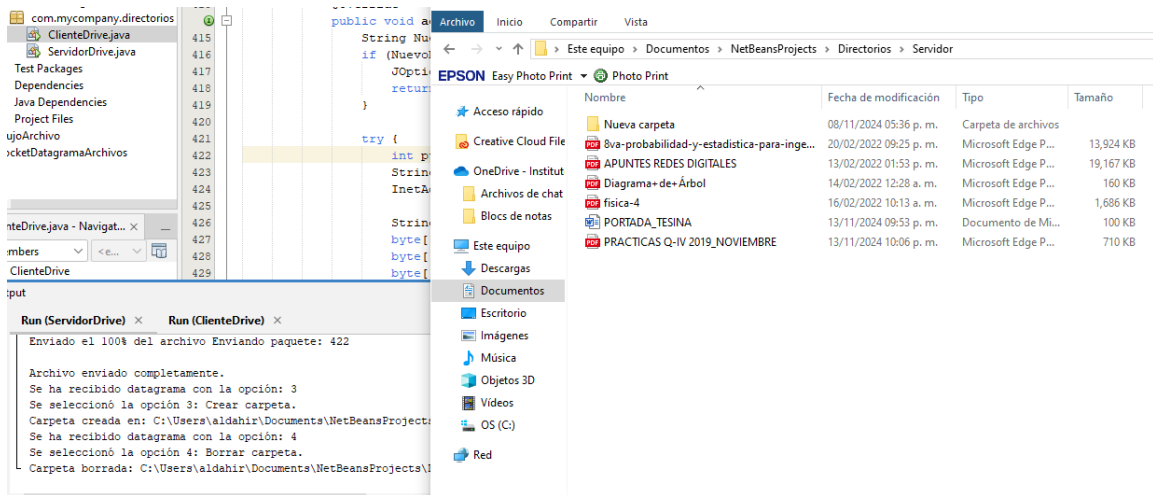 com.mycompany.directorios
ClienteDrive.java
ServidorDrive.java
Test Packages
Dependencies
Java Dependencies
Project Files
ujoArchivo
ocketDatagramaArchivos
nteDrive.java - Navigat... ×
embers
<e...
ClienteDrive
public void a
415 String Nu
416 if (Nuevo
417 JOpti
418 retur
419 }
420
421 try {
422 int p
423 Strin
424 InetA
425
426 Strin
427 byte[
428 byte[
429 byte[
tput
Run (ServidorDrive) × Run (ClienteDrive) ×
Enviado el 100% del archivo Enviando paquete: 422
Archivo enviado completamente.
Se ha recibido datagrama con la opción: 3
Se seleccionó la opción 3: Crear carpeta.
Carpeta creada en: C:\Users\aldahir\Documents\NetBeansProjects
Se ha recibido datagrama con la opción: 4
Se seleccionó la opción 4: Borrar carpeta.
Carpeta borrada: C:\Users\aldahir\Documents\NetBeansProjects\
Archivo Inicio Compartir Vista
Este equipo > Documentos > NetBeansProjects > Directorios > Servidor
EPSON Easy Photo Print Photo Print
Acceso rápido
Creative Cloud File
OneDrive - Institut
Archivos de chat
Blocs de notas
Este equipo
Descargas
Documentos
Escritorio
Imágenes
Música
Objetos 3D
Vídeos
OS (C:)
Red
Nombre Fecha de modificación Tipo Tamaño
Nueva carpeta 08/11/2024 05:36 p. m. Carpeta de archivos
8va-probabilidad-y-estadistica-para-inge... 20/02/2022 09:25 p. m. Microsoft Edge P... 13,924 KB
APUNTES REDES DIGITALES 13/02/2022 01:53 p. m. Microsoft Edge P... 19,167 KB
Diagrama+de+Árbol 14/02/2022 12:28 a. m. Microsoft Edge P... 160 KB
fisica-4 16/02/2022 10:13 a. m. Microsoft Edge P... 1,686 KB
PORTADA_TESINA 13/11/2024 09:53 p. m. Documento de Mi... 100 KB
PRACTICAS Q-IV 2019_NOVIEMBRE 13/11/2024 10:06 p. m. Microsoft Edge P... 710 KB